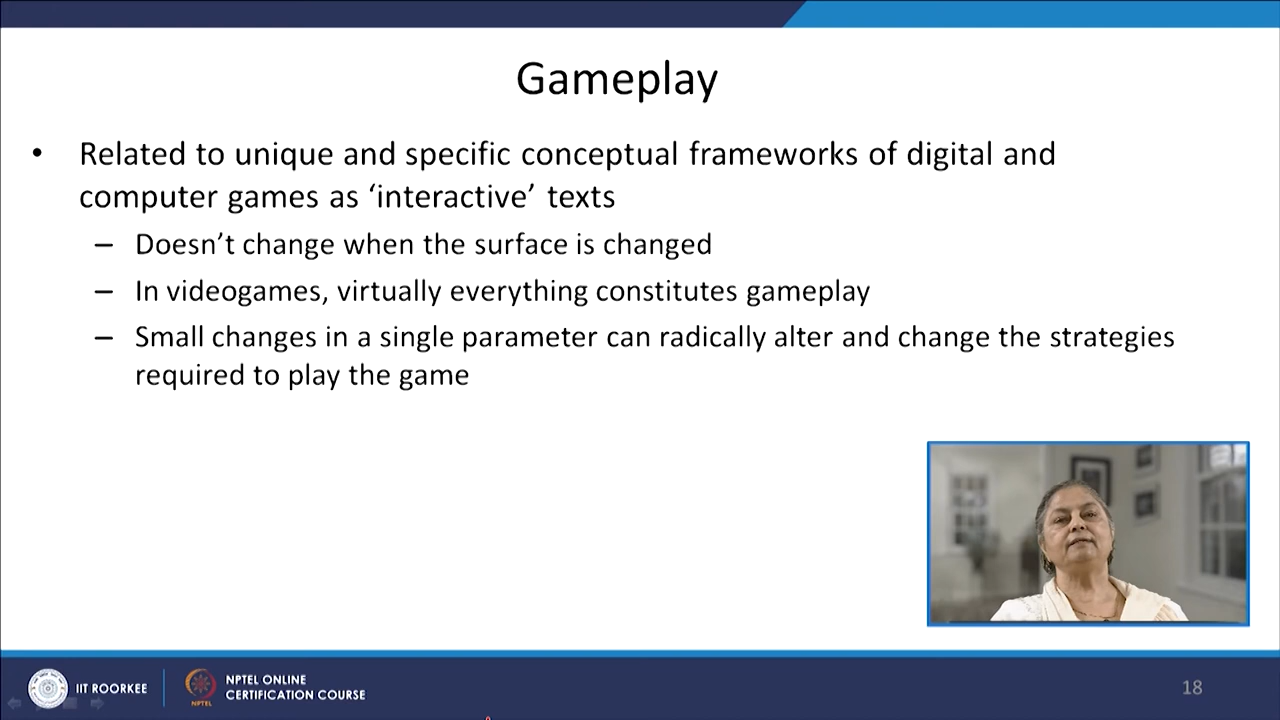 Gameplay
• Related to unique and specific conceptual frameworks of digital and
computer games as ‘interactive’ texts
– Doesn’t change when the surface is changed
– In videogames, virtually everything constitutes gameplay
– Small changes in a single parameter can radically alter and change the strategies
required to play the game
IIT ROORKEE
NPTEL
NPTEL ONLINE
CERTIFICATION COURSE
18